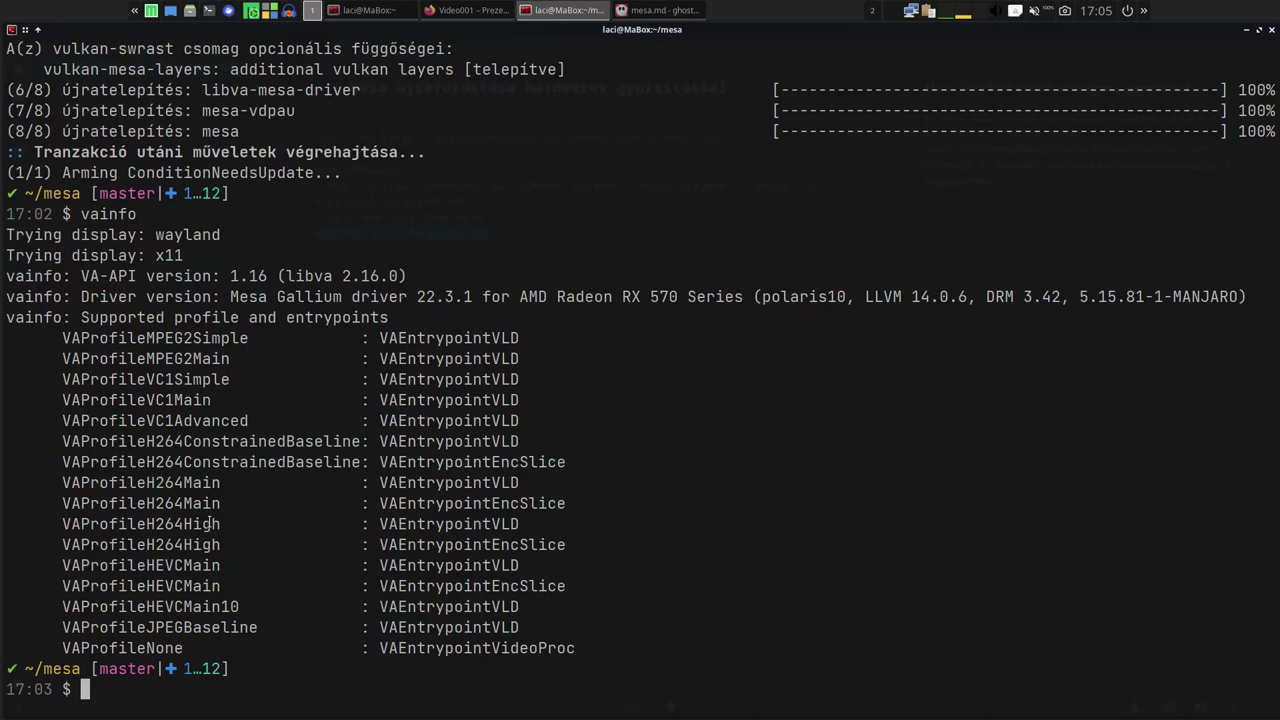 « 1 laci@MaBox:~ Video001 – Preze... laci@MaBox:~/m... mesa.md - ghost... 2 17:05 »
laci@MaBox:~/mesa
A(z) vulkan-swrast csomag opcionális függőségei:
vulkan-mesa-layers: additional vulkan layers [telepítve]
(6/8) újratelepítés: libva-mesa-driver [----------------------------------------------] 100%
(7/8) újratelepítés: mesa-vdpau [----------------------------------------------] 100%
(8/8) újratelepítés: mesa [----------------------------------------------] 100%
:: Tranzakció utáni műveletek végrehajtása...
(1/1) Arming ConditionNeedsUpdate...
✔ ~/mesa [master|✚ 1…12]
17:02 $ vainfo
Trying display: wayland
Trying display: x11
vainfo: VA-API version: 1.16 (libva 2.16.0)
vainfo: Driver version: Mesa Gallium driver 22.3.1 for AMD Radeon RX 570 Series (polaris10, LLVM 14.0.6, DRM 3.42, 5.15.81-1-MANJARO)
vainfo: Supported profile and entrypoints
VAProfileMPEG2Simple : VAEntrypointVLD
VAProfileMPEG2Main : VAEntrypointVLD
VAProfileVC1Simple : VAEntrypointVLD
VAProfileVC1Main : VAEntrypointVLD
VAProfileVC1Advanced : VAEntrypointVLD
VAProfileH264ConstrainedBaseline: VAEntrypointVLD
VAProfileH264ConstrainedBaseline: VAEntrypointEncSlice
VAProfileH264Main : VAEntrypointVLD
VAProfileH264Main : VAEntrypointEncSlice
VAProfileH264High : VAEntrypointVLD
VAProfileH264High : VAEntrypointEncSlice
VAProfileHEVCMain : VAEntrypointVLD
VAProfileHEVCMain : VAEntrypointEncSlice
VAProfileHEVCMain10 : VAEntrypointVLD
VAProfileJPEGBaseline : VAEntrypointVLD
VAProfileNone : VAEntrypointVideoProc
✔ ~/mesa [master|✚ 1…12]
17:03 $